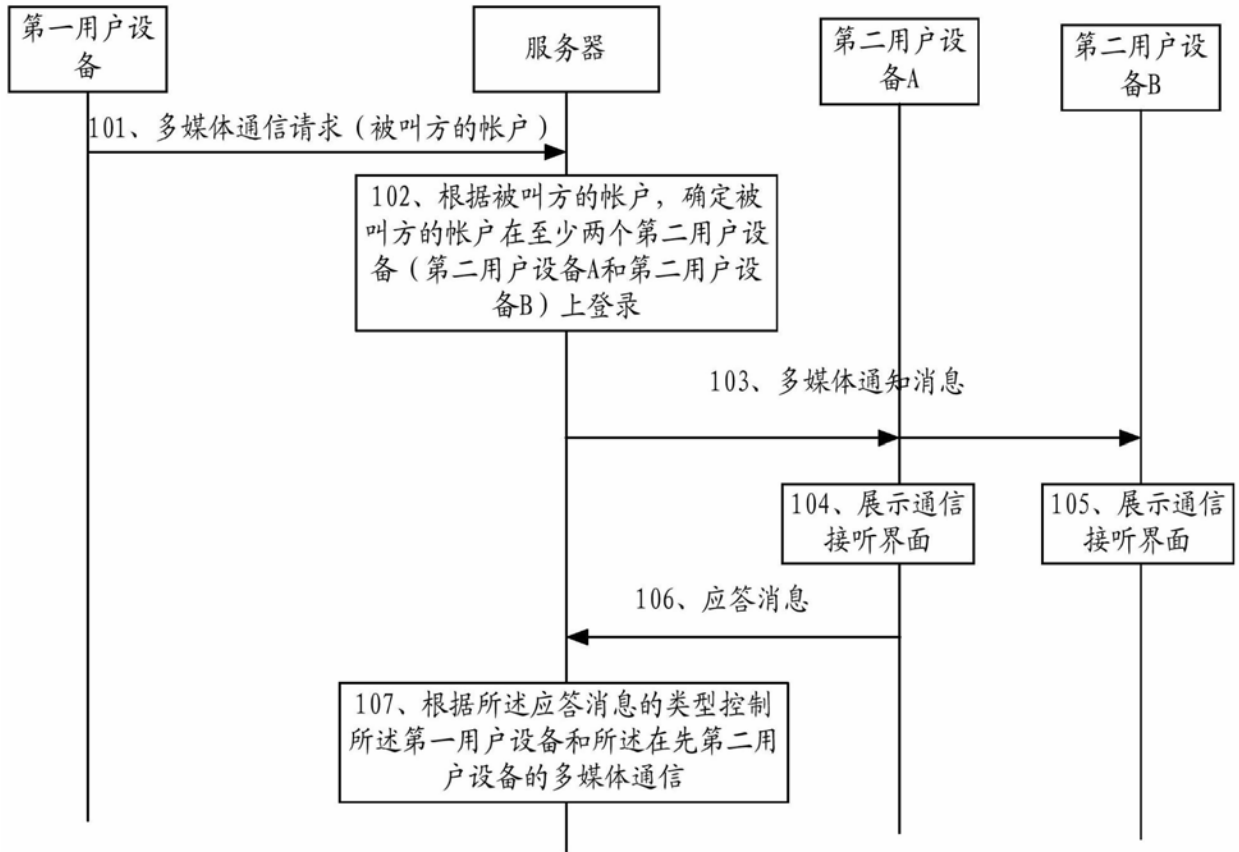 第一用户设
备
服务器
第二用户设
备A
第二用户设
备B
101、多媒体通信请求（被叫方的帐户）
102、根据被叫方的帐户，确定被
叫方的帐户在至少两个第二用户设
备（第二用户设备A和第二用户设
备B）上登录
103、多媒体通知消息
104、展示通信
接听界面
105、展示通信
接听界面
106、应答消息
107、根据所述应答消息的类型控制
所述第一用户设备和所述在先第二用
户设备的多媒体通信